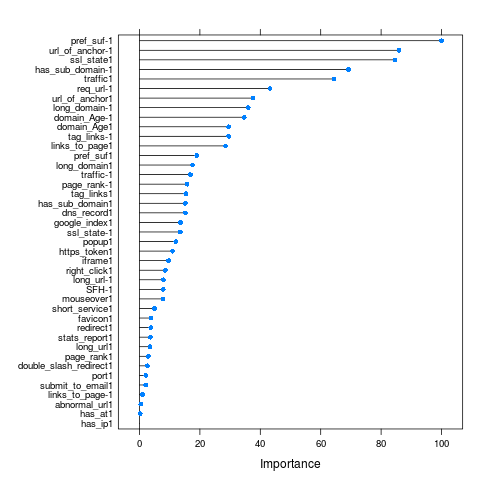 pref_suf-1
url_of_anchor-1
ssl_state1
has_sub_domain-1
traffic1
req_url-1
url_of_anchor1
long_domain-1
domain_Age-1
domain_Age1
tag_links-1
links_to_page1
pref_suf1
long_domain1
traffic-1
page_rank-1
tag_links1
has_sub_domain1
dns_record1
google_index1
ssl_state-1
popup1
https_token1
iframe1
right_click1
long_url-1
SFH-1
mouseover1
short_service1
favicon1
redirect1
stats_report1
long_url1
page_rank1
double_slash_redirect1
port1
submit_to_email1
links_to_page-1
abnormal_url1
has_at1
has_ip1
0 20 40 60 80 100
Importance